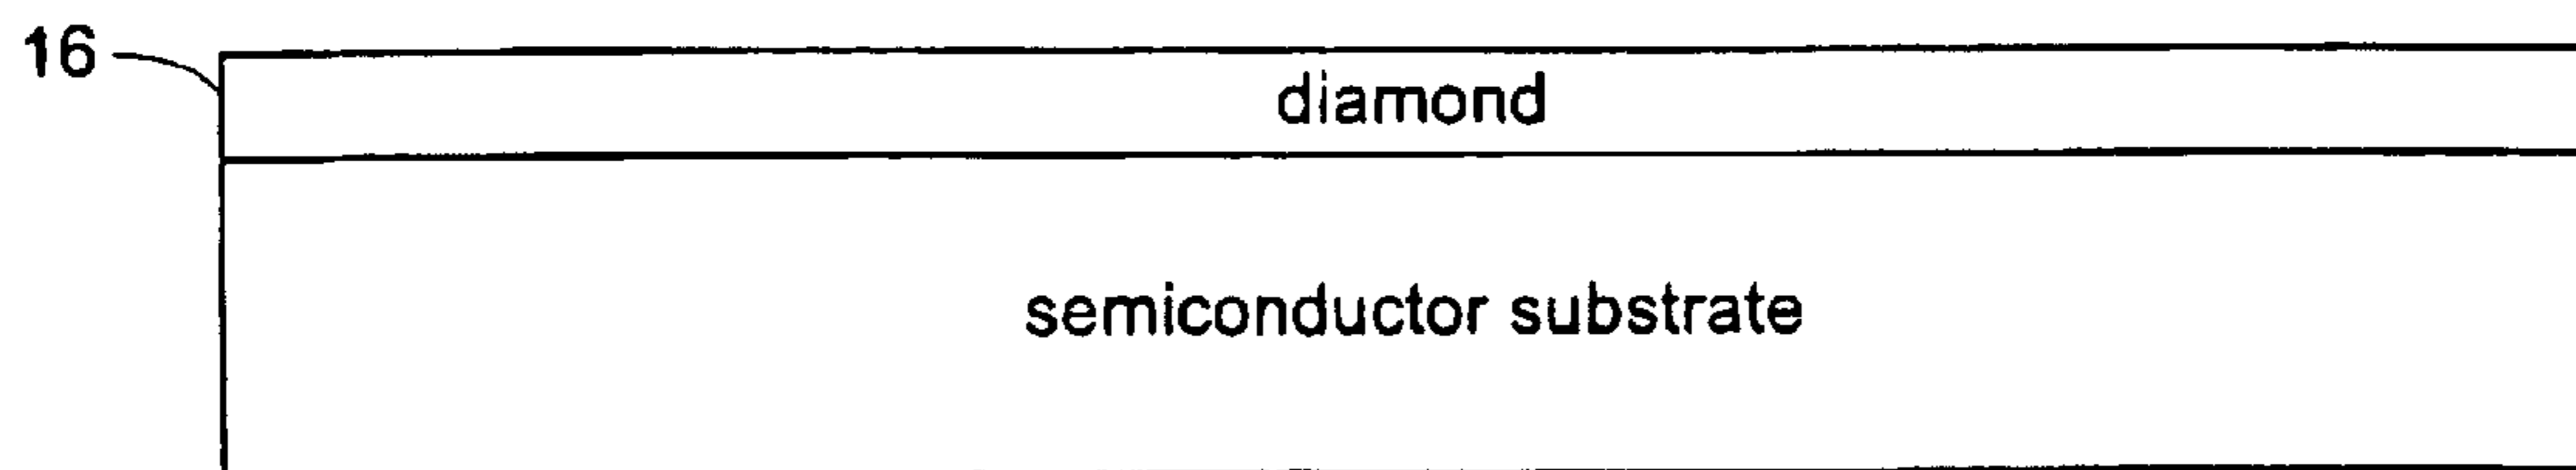 16
diamond
semiconductor substrate